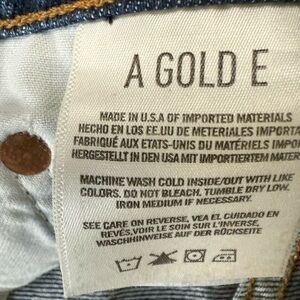 A GOLD E
MADE IN U.S.A OF IMPORTED MATERIALS
HECHO EN LOS EE.UU DE METERIALES IMPORTA
FABRIQUÉ AUX ETATS-UNIS DU MATÉRIELS IMPOR
HERGESTELLT IN DEN USA MIT IMPORTIERTEM MATER
MACHINE WASH COLD INSIDE/OUT WITH LIKE
COLORS. DO NOT BLEACH. TUMBLE DRY LOW.
IRON MEDIUM IF NECESSARY.
SEE CARE ON REVERSE, VEA EL CUIDADO EN
REVÉS, VOIR LE SOIN SUR L'INVERSE,
WASCHHINWEISE AUF DER RÜCKSEITE